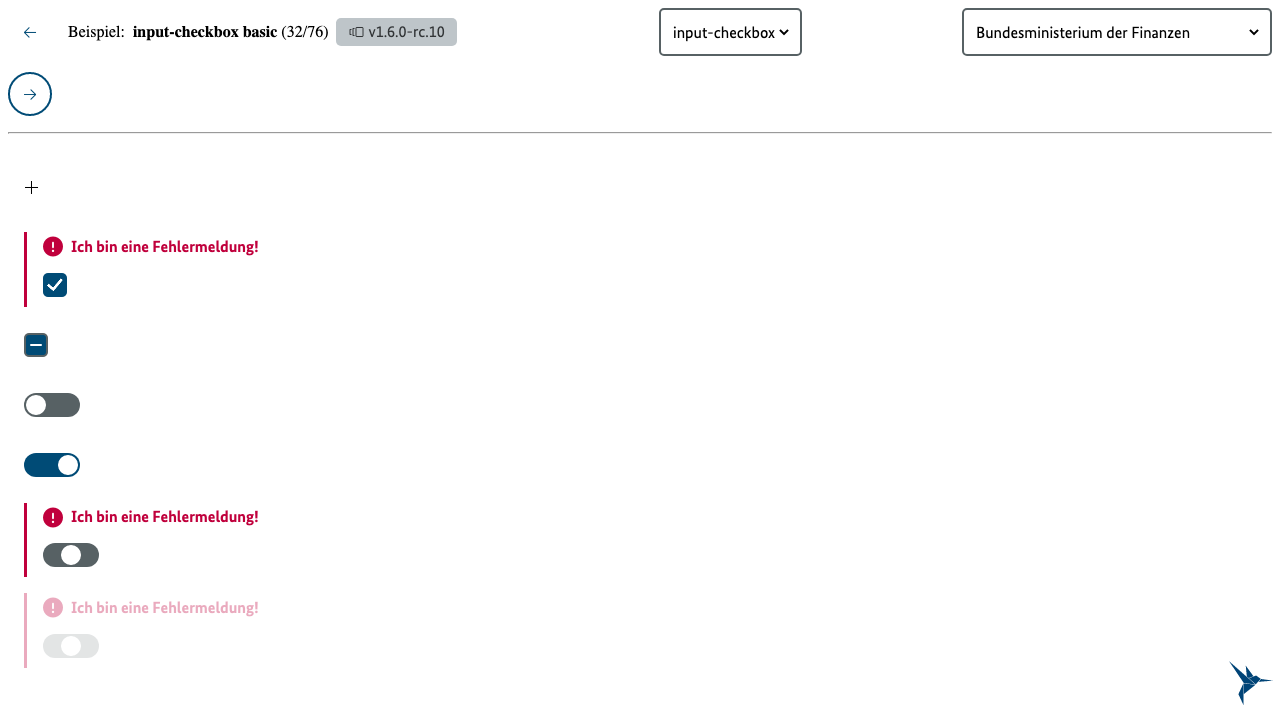 Beispiel: input-checkbox basic (32/76) v1.6.0-rc.10 input-checkbox Bundesministerium der Finanzen
Ich bin eine Fehlermeldung!
Ich bin eine Fehlermeldung!
Ich bin eine Fehlermeldung!